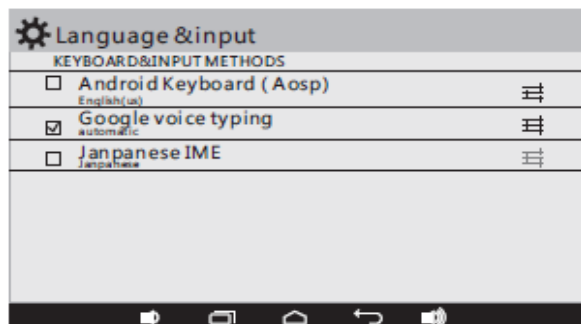 Language &input
KEYBOARD&INPUT METHODS
Android Keyboard ( Aosp)
English(us)
Google voice typing
automatic
Janpanese IME
Janpanese